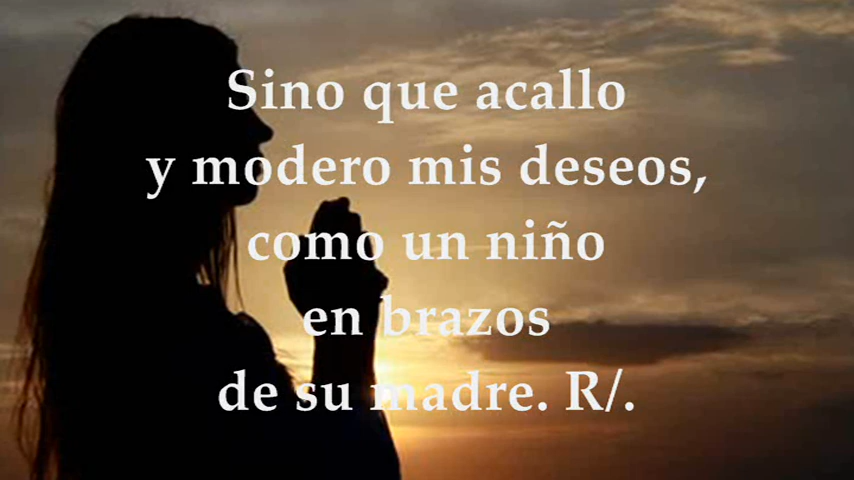 Sino que acallo
y modero mis deseos,
como un niño
en brazos
de su madre. R/.